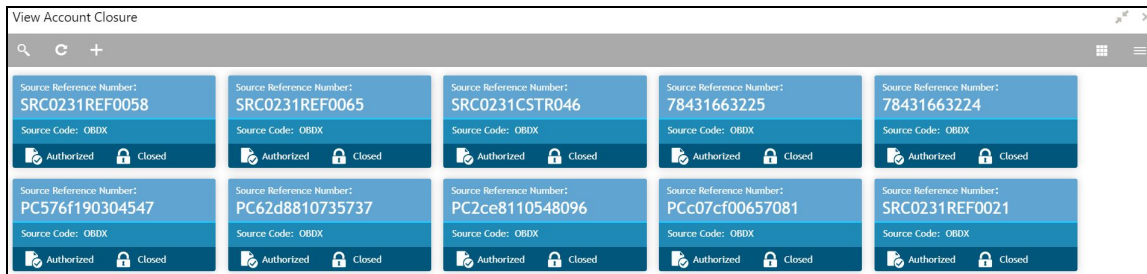 View Account Closure
Source Reference Number: Source Reference Number: Source Reference Number: Source Reference Number: Source Reference Number:
SRC0231REF0058 SRC0231REF0065 SRC0231CSTR046 78431663225 78431663224
Source Code: OBDX Source Code: OBDX Source Code: OBDX Source Code: OBDX Source Code: OBDX
Authorized Closed Authorized Closed Authorized Closed Authorized Closed Authorized Closed
Source Reference Number: Source Reference Number: Source Reference Number: Source Reference Number: Source Reference Number:
PC576f190304547 PC62d8810735737 PC2ce8110548096 PCc07cf00657081 SRC0231REF0021
Source Code: OBDX Source Code: OBDX Source Code: OBDX Source Code: OBDX Source Code: OBDX
Authorized Closed Authorized Closed Authorized Closed Authorized Closed Authorized Closed